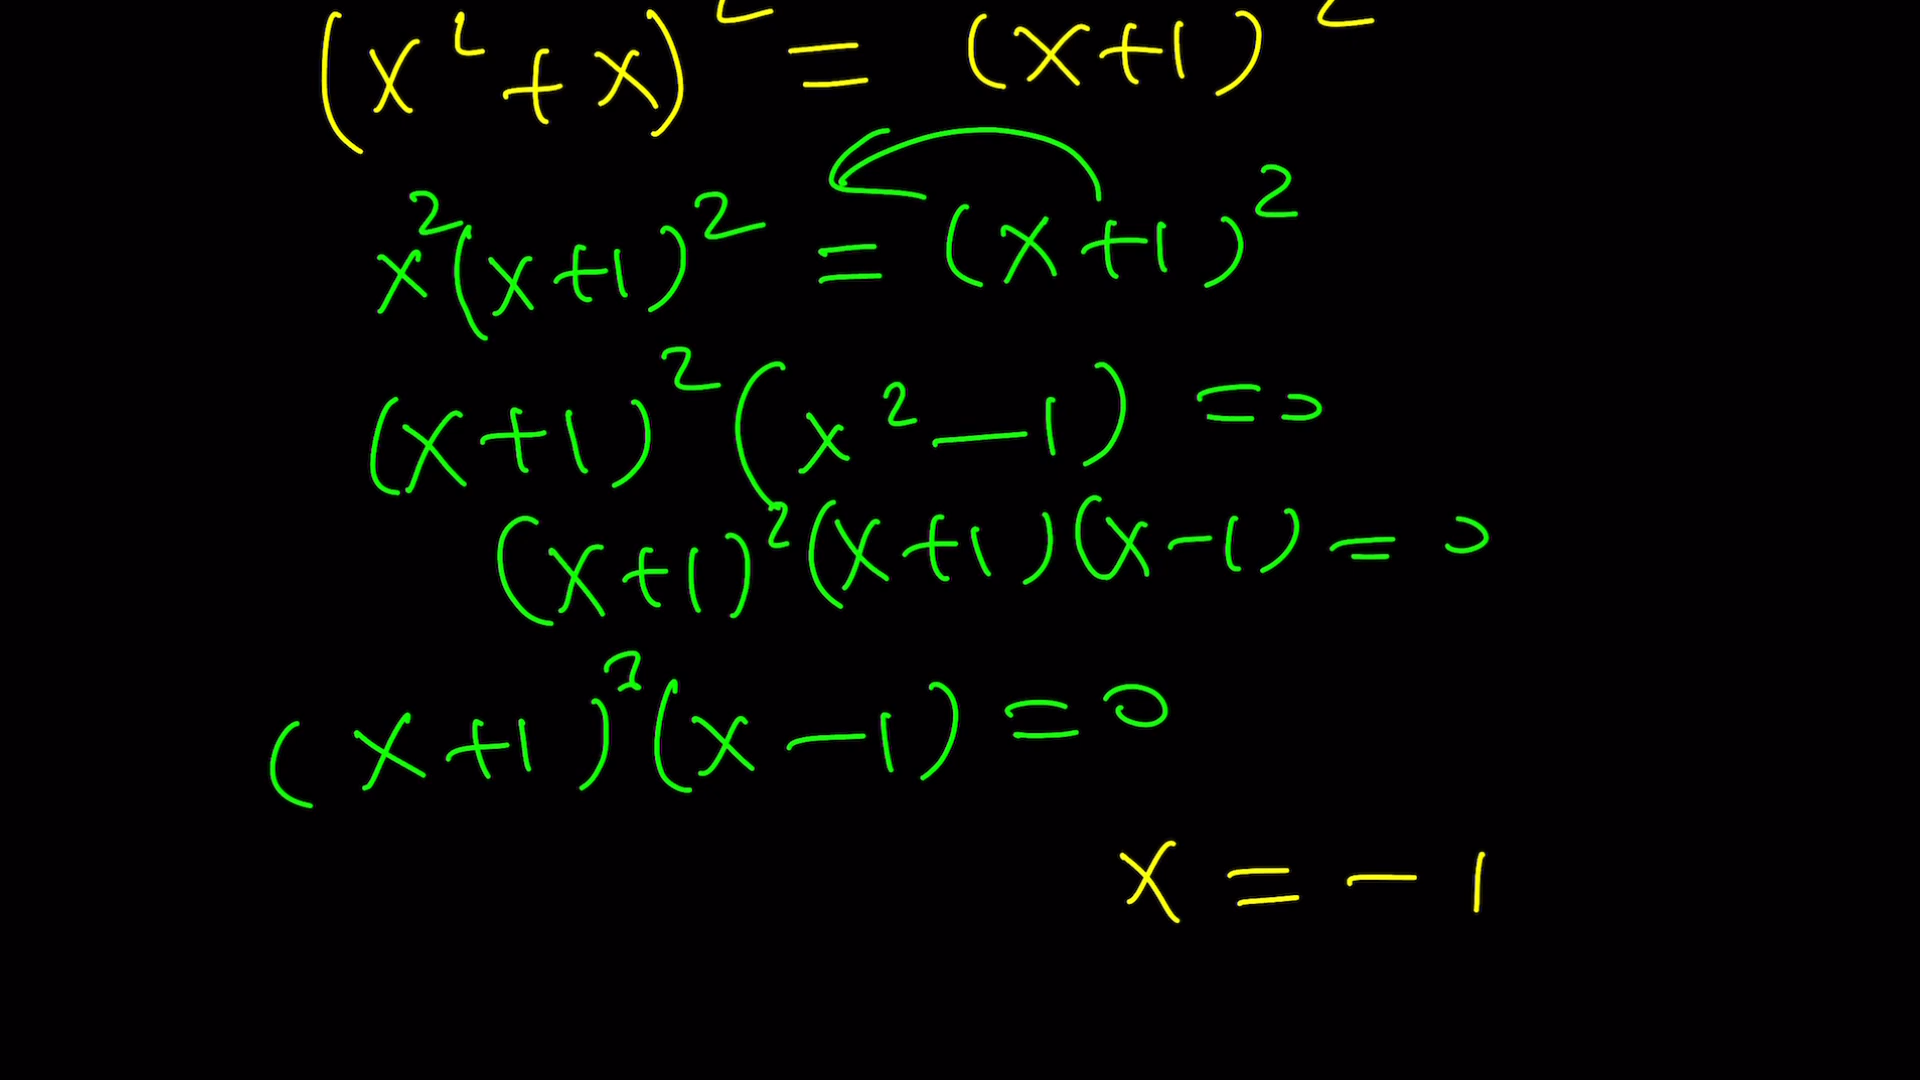 (x²+x)² = (x+1)²
x²(x+1)² = (x+1)²
(x+1)²(x²-1) = 0
(x+1)²(x+1)(x-1) = 0
(x+1)³(x-1) = 0
x = -1